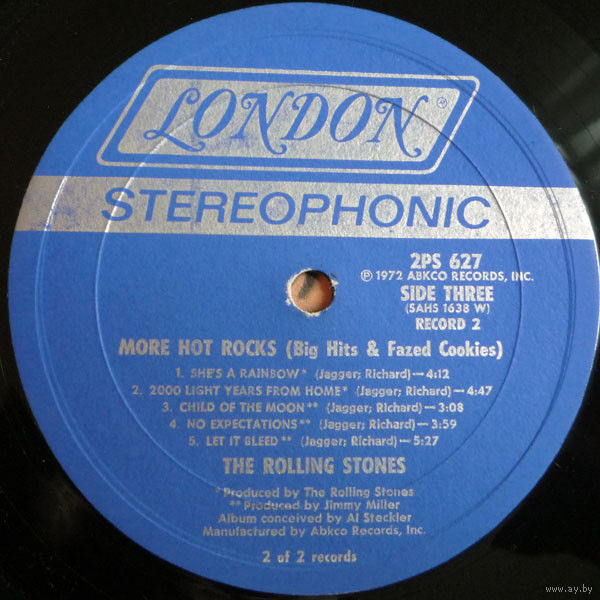 LONDON®
STEREOPHONIC
2PS 627
℗ 1972 ABKCO RECORDS, INC.
SIDE THREE
(SAHS 1638 W)
RECORD 2
MORE HOT ROCKS (Big Hits & Fazed Cookies)
1. SHE'S A RAINBOW* (Jagger; Richard)—4:12
2. 2000 LIGHT YEARS FROM HOME* (Jagger; Richard)—4:47
3. CHILD OF THE MOON** (Jagger; Richard)—3:08
4. NO EXPECTATIONS** (Jagger; Richard)—3:59
5. LET IT BLEED** (Jagger; Richard)—5:27
THE ROLLING STONES
*Produced by The Rolling Stones
**Produced by Jimmy Miller
Album conceived by Al Steckler
Manufactured by Abkco Records, Inc.
2 of 2 records
www.ay.by